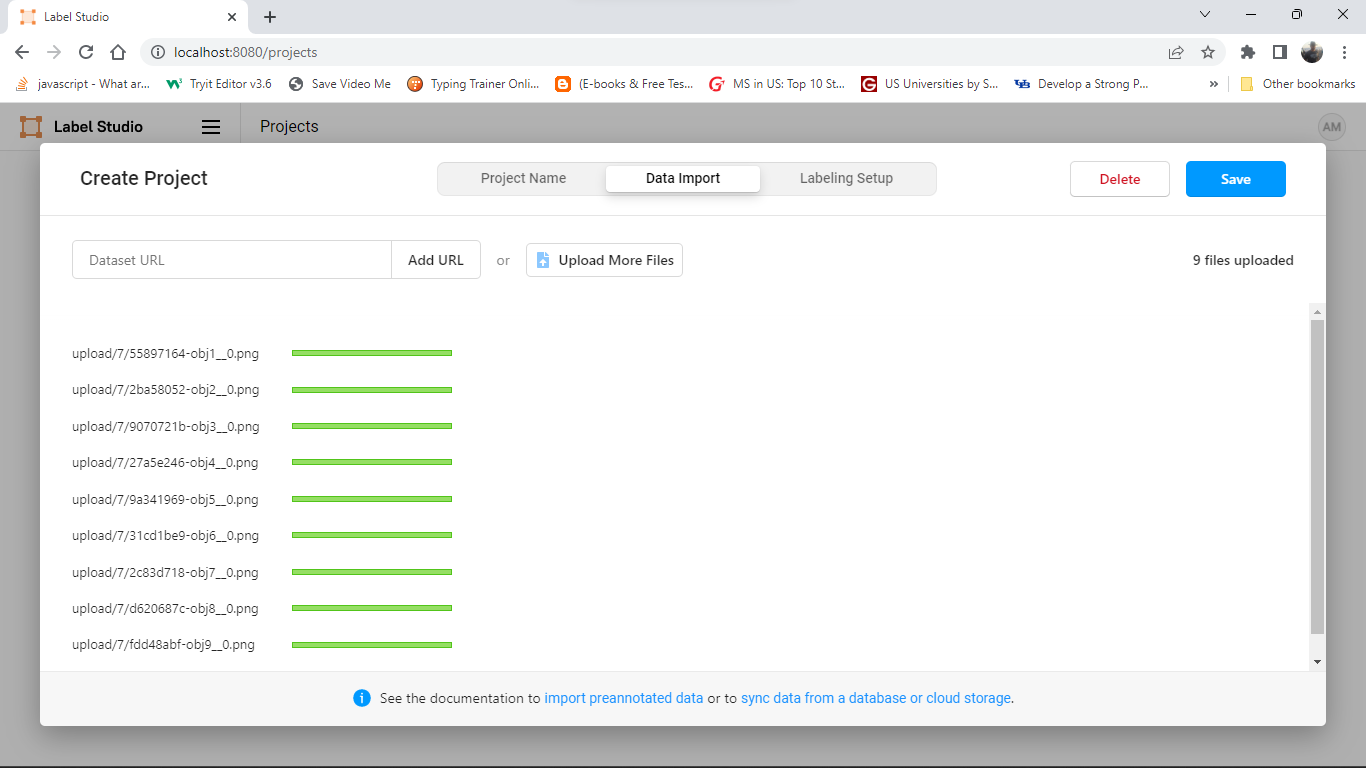 Label Studio
localhost:8080/projects
javascript - What ar... Tryit Editor v3.6 Save Video Me Typing Trainer Onli... (E-books & Free Tes... MS in US: Top 10 St... US Universities by S... Develop a Strong P... » Other bookmarks
Label Studio Projects AM
Create Project Project Name Data Import Labeling Setup Delete Save
Dataset URL Add URL or Upload More Files 9 files uploaded
upload/7/55897164-obj1__0.png
upload/7/2ba58052-obj2__0.png
upload/7/9070721b-obj3__0.png
upload/7/27a5e246-obj4__0.png
upload/7/9a341969-obj5__0.png
upload/7/31cd1be9-obj6__0.png
upload/7/2c83d718-obj7__0.png
upload/7/d620687c-obj8__0.png
upload/7/fdd48abf-obj9__0.png
See the documentation to import preannotated data or to sync data from a database or cloud storage.